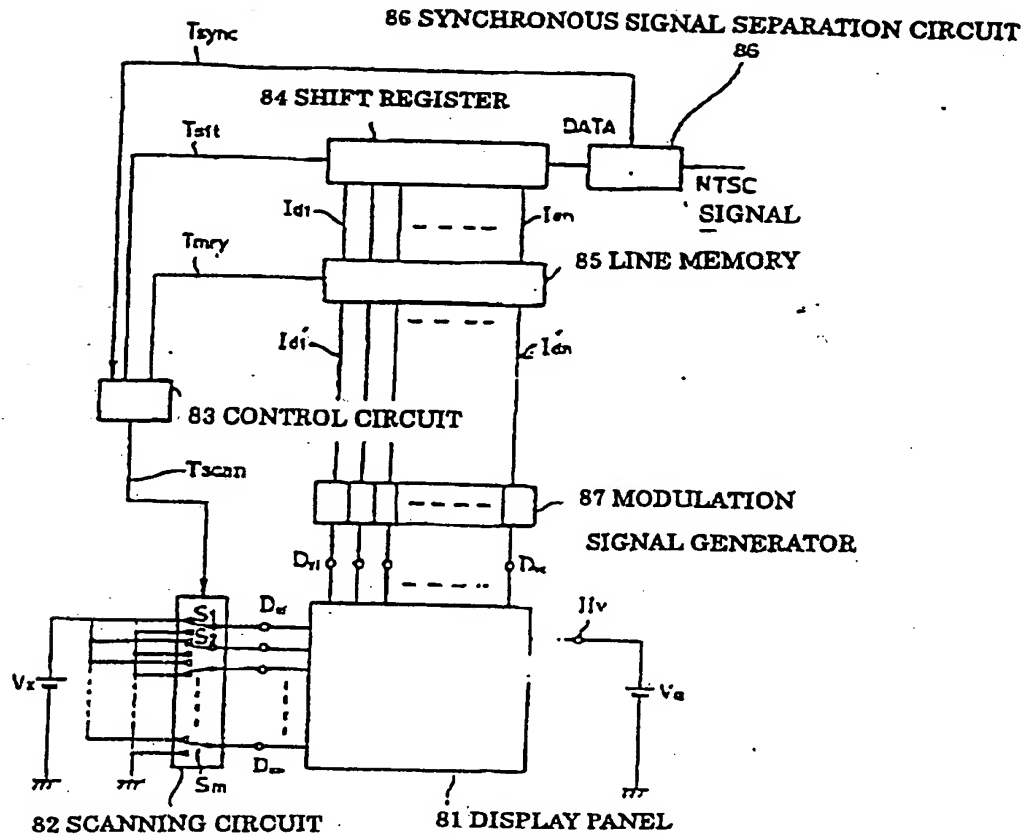 86 SYNCHRONOUS SIGNAL SEPARATION CIRCUIT
Tsync
86
84 SHIFT REGISTER
DATA
Tsft
NTSC
SIGNAL
Id1
Idn
Tmry
85 LINE MEMORY
Id1'
Idn'
83 CONTROL CIRCUIT
Tscan
87 MODULATION
SIGNAL GENERATOR
Dy1
S1
S2
Hv
Vx
Va
Sm
82 SCANNING CIRCUIT
81 DISPLAY PANEL